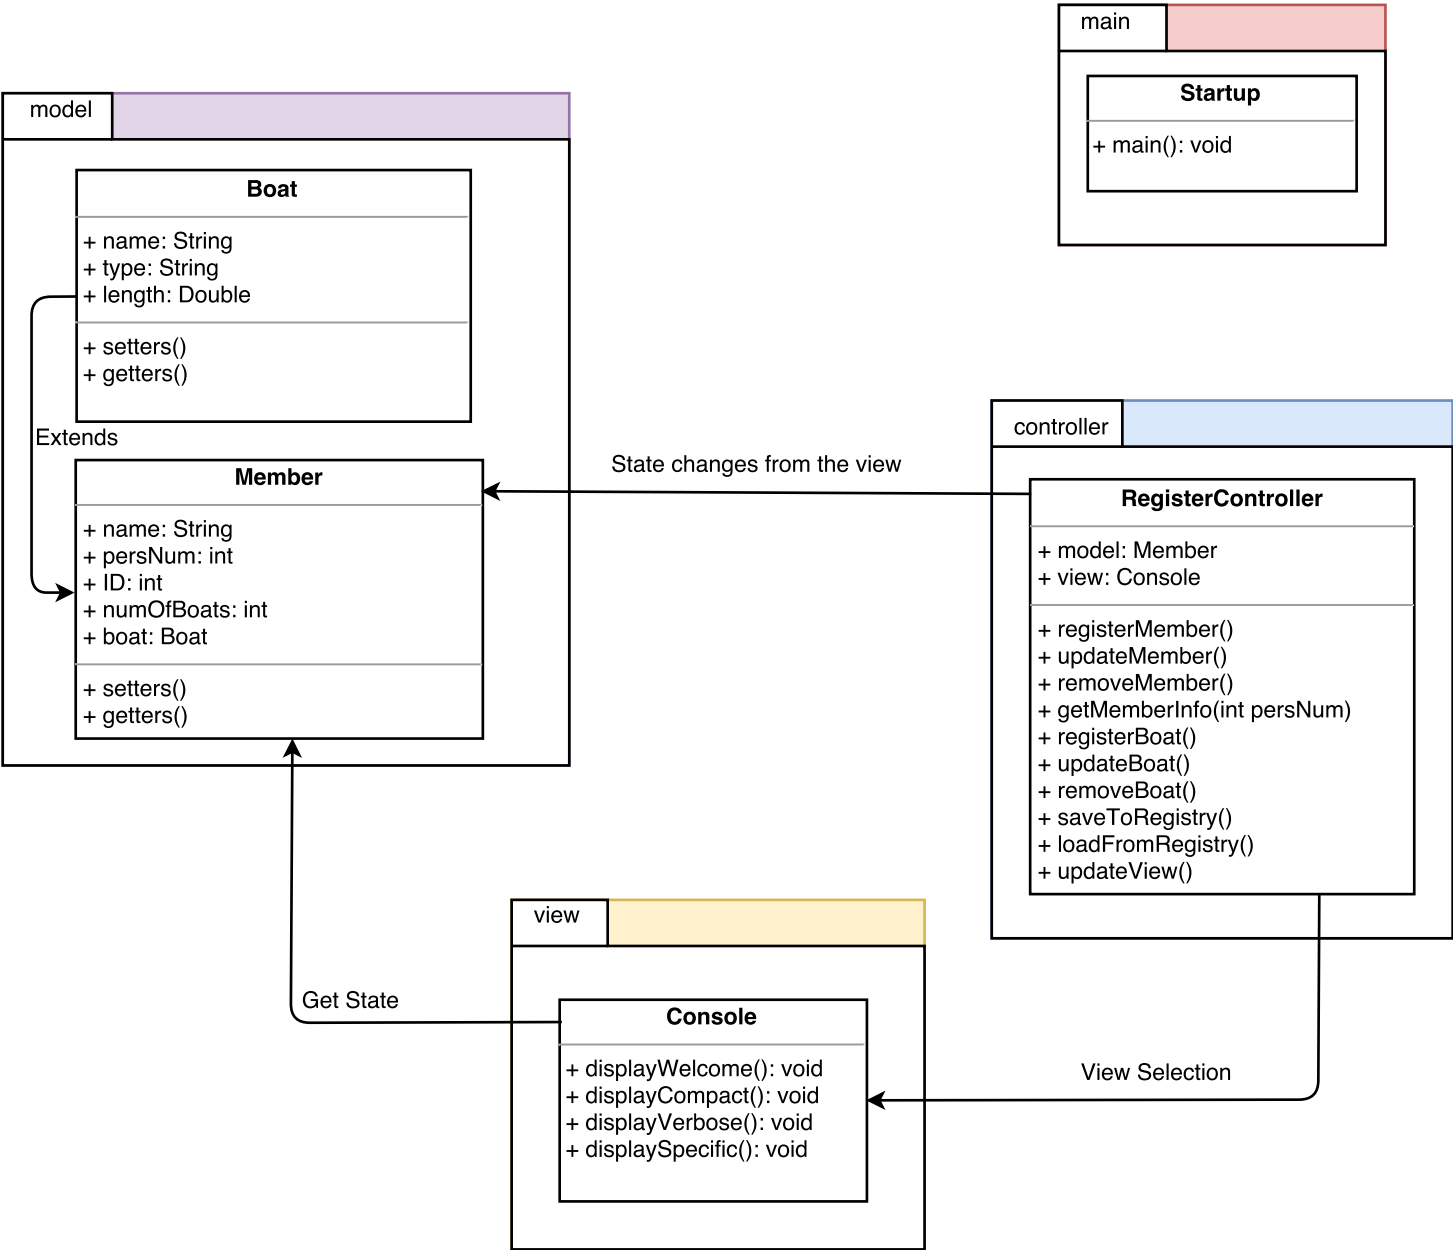 main
Startup
+ main(): void
model
Boat
+ name: String
+ type: String
+ length: Double
+ setters()
+ getters()
Extends
Member
+ name: String
+ persNum: int
+ ID: int
+ numOfBoats: int
+ boat: Boat
+ setters()
+ getters()
State changes from the view
controller
RegisterController
+ model: Member
+ view: Console
+ registerMember()
+ updateMember()
+ removeMember()
+ getMemberInfo(int persNum)
+ registerBoat()
+ updateBoat()
+ removeBoat()
+ saveToRegistry()
+ loadFromRegistry()
+ updateView()
view
Get State
Console
+ displayWelcome(): void
+ displayCompact(): void
+ displayVerbose(): void
+ displaySpecific(): void
View Selection